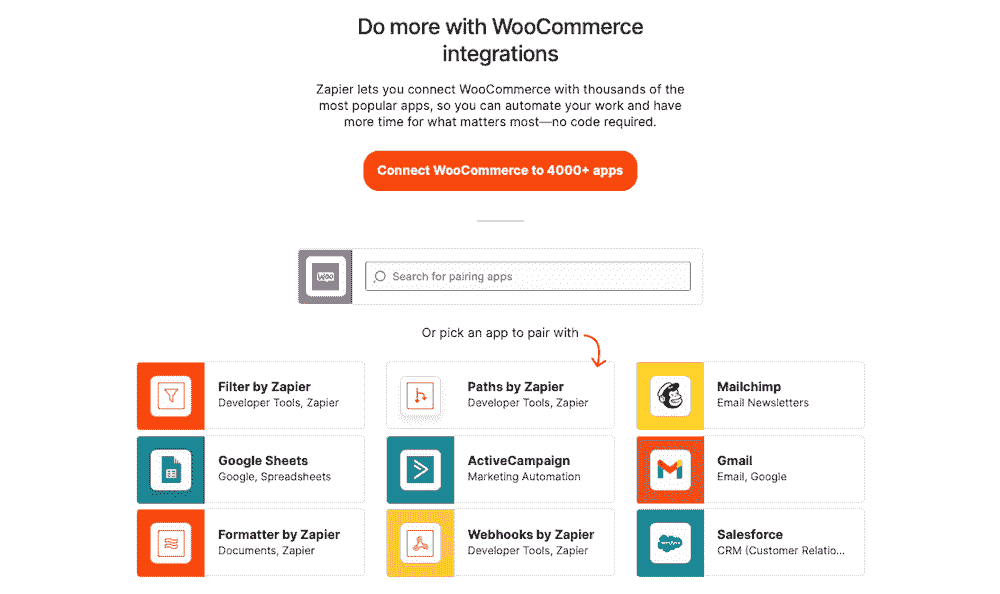 Do more with WooCommerce
integrations
Zapier lets you connect WooCommerce with thousands of the
most popular apps, so you can automate your work and have
more time for what matters most—no code required.
Connect WooCommerce to 4000+ apps
Woo
Search for pairing apps
Or pick an app to pair with
Filter by Zapier
Developer Tools, Zapier
Paths by Zapier
Developer Tools, Zapier
Mailchimp
Email Newsletters
Google Sheets
Google, Spreadsheets
ActiveCampaign
Marketing Automation
Gmail
Email, Google
Formatter by Zapier
Documents, Zapier
Webhooks by Zapier
Developer Tools, Zapier
Salesforce
CRM (Customer Relatio...